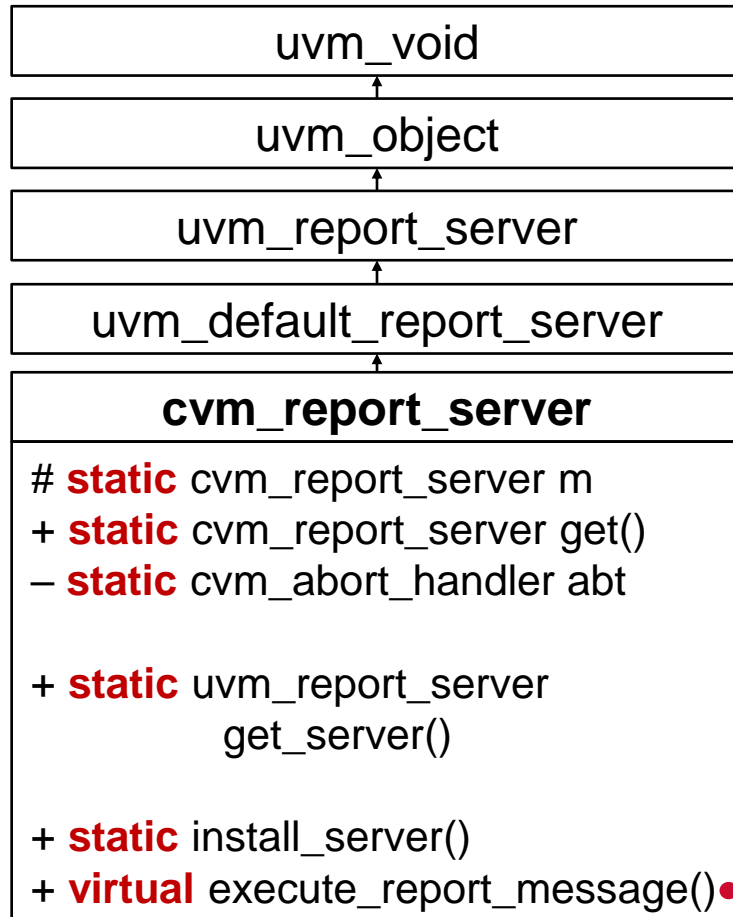 uvm_void
uvm_object
uvm_report_server
uvm_default_report_server
cvm_report_server
# static cvm_report_server m
+ static cvm_report_server get()
– static cvm_abort_handler abt
+ static uvm_report_server
get_server()
+ static install_server()
+ virtual execute_report_message()